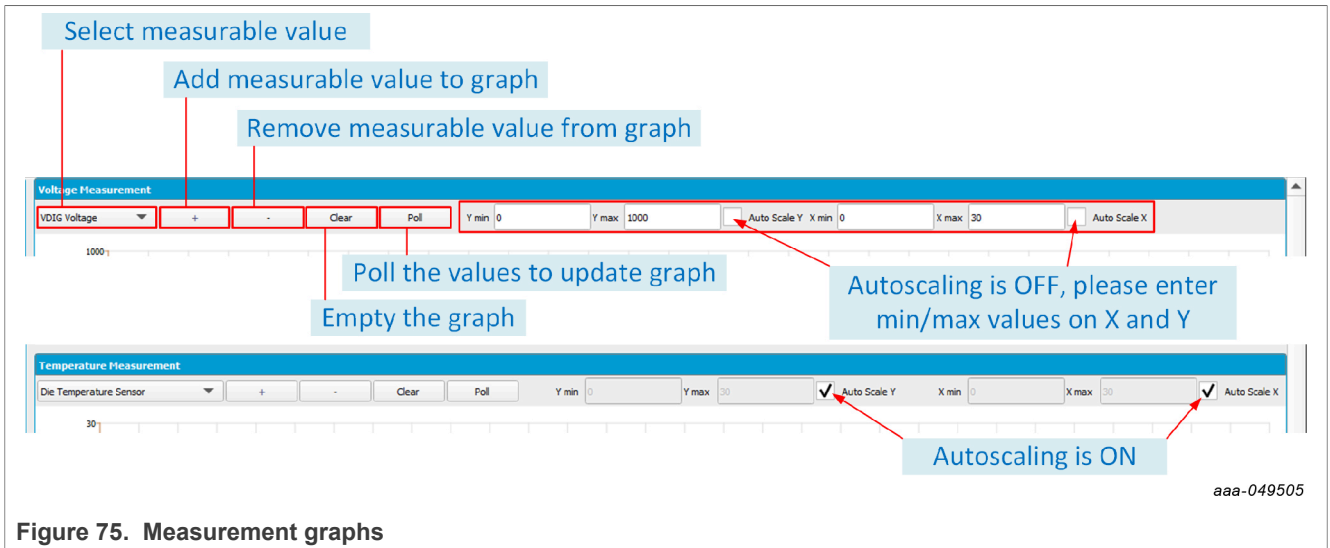 Select measurable value
Add measurable value to graph
Remove measurable value from graph
Voltage Measurement
VDIG Voltage + - Clear Poll Y min 0 Y max 1000 Auto Scale Y X min 0 X max 30 Auto Scale X
1000
Poll the values to update graph
Empty the graph
Autoscaling is OFF, please enter
min/max values on X and Y
Temperature Measurement
Die Temperature Sensor + - Clear Poll Y min 0 Y max 30 Auto Scale Y X min 0 X max 30 Auto Scale X
30
Autoscaling is ON
aaa-049505
Figure 75. Measurement graphs